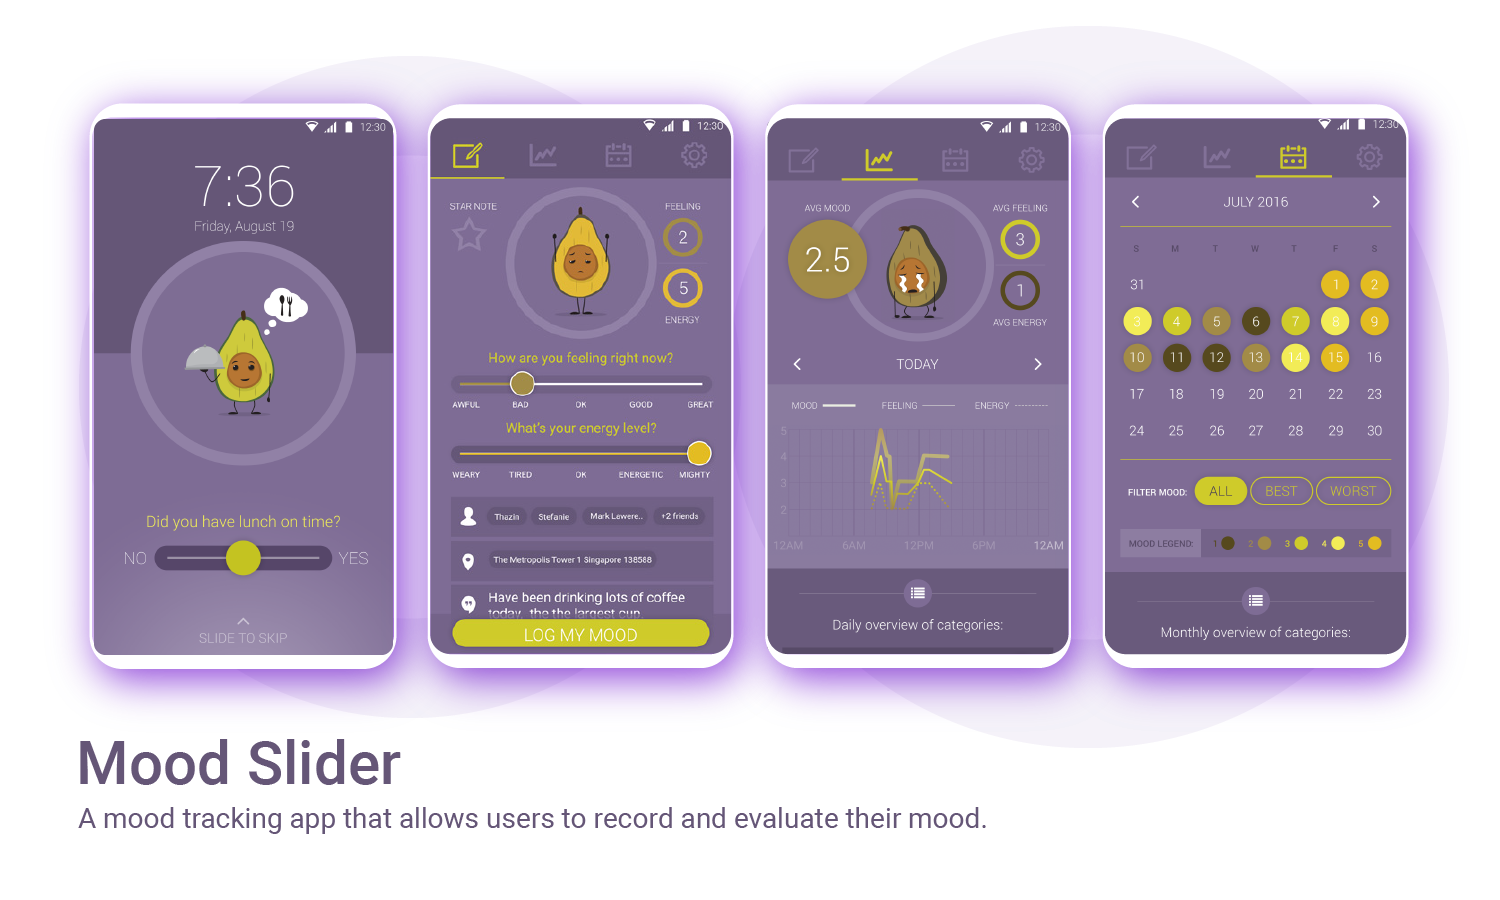 12:30
7:36
Friday, August 19
Did you have lunch on time?
NO YES
SLIDE TO SKIP
12:30
STAR NOTE
FEELING
2
5
ENERGY
How are you feeling right now?
AWFUL BAD OK GOOD GREAT
What's your energy level?
WEARY TIRED OK ENERGETIC MIGHTY
Thazin Stefanie Mark Lawere.. +2 friends
The Metropolis Tower 1 Singapore 138588
Have been drinking lots of coffee
today, the the largest cup
LOG MY MOOD
12:30
AVG MOOD
2.5
AVG FEELING
3
1
AVG ENERGY
TODAY
MOOD FEELING ENERGY
5
4
3
2
12AM 6AM 12PM 6PM 12AM
Daily overview of categories:
12:30
JULY 2016
S M T W T F S
31 1 2
3 4 5 6 7 8 9
10 11 12 13 14 15 16
17 18 19 20 21 22 23
24 25 26 27 28 29 30
FILTER MOOD: ALL BEST WORST
MOOD LEGEND: 1 2 3 4 5
Monthly overview of categories:
Mood Slider
A mood tracking app that allows users to record and evaluate their mood.